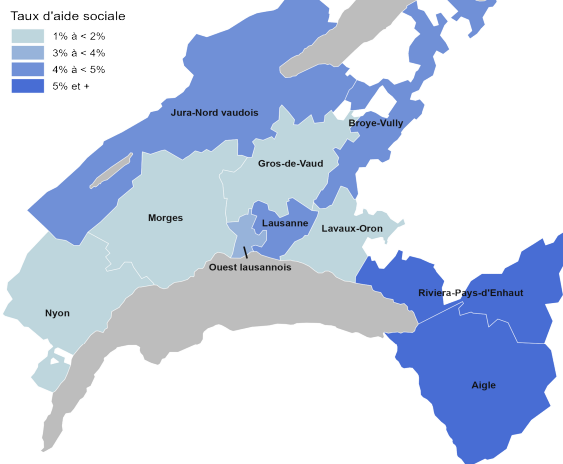 Taux d'aide sociale
1% à < 2%
3% à < 4%
4% à < 5%
5% et +
Jura-Nord vaudois
Broye-Vully
Gros-de-Vaud
Morges
Lausanne
Lavaux-Oron
Ouest lausannois
Riviera-Pays-d'Enhaut
Nyon
Aigle